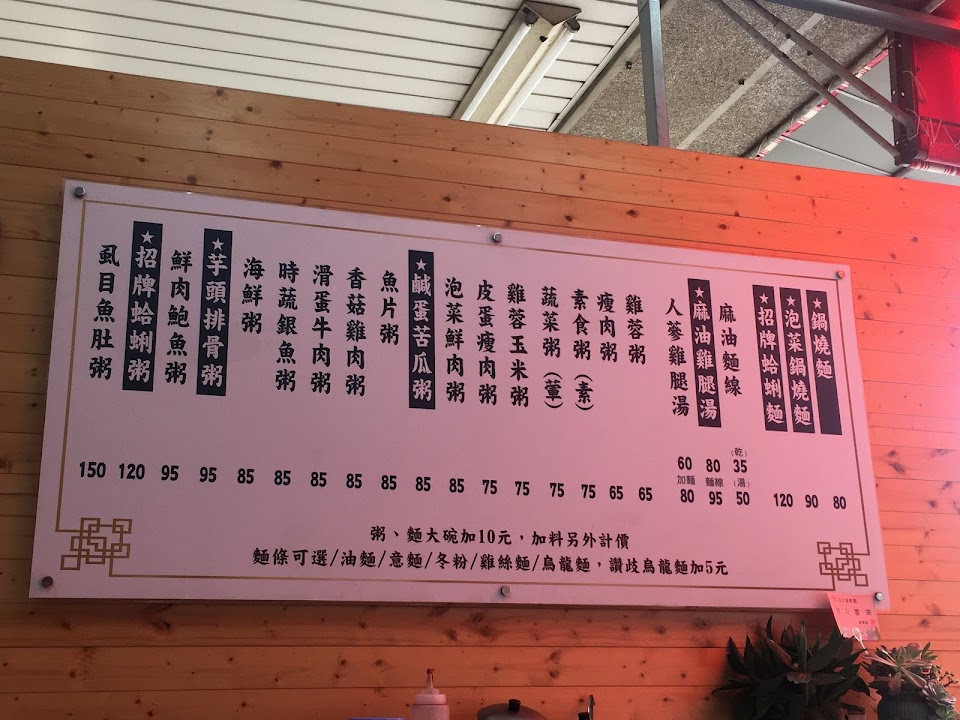 ★鍋燒麵 80
★泡菜鍋燒麵 90
★招牌蛤蜊麵 120
麻油麵線 (乾) 35 (湯) 50
★麻油雞腿湯 80 麵線 95
人蔘雞腿湯 60 加麵 80
雞蓉粥 65
瘦肉粥 65
素食粥(素) 75
蔬菜粥(葷) 75
雞蓉玉米粥 75
皮蛋瘦肉粥 75
泡菜鮮肉粥 85
★鹹蛋苦瓜粥 85
魚片粥 85
香菇雞肉粥 85
滑蛋牛肉粥 85
時蔬銀魚粥 85
海鮮粥 85
★芋頭排骨粥 95
鮮肉鮑魚粥 95
★招牌蛤蜊粥 120
虱目魚肚粥 150
粥、麵大碗加10元，加料另外計價
麵條可選/油麵/意麵/冬粉/雞絲麵/烏龍麵，讚歧烏龍麵加5元